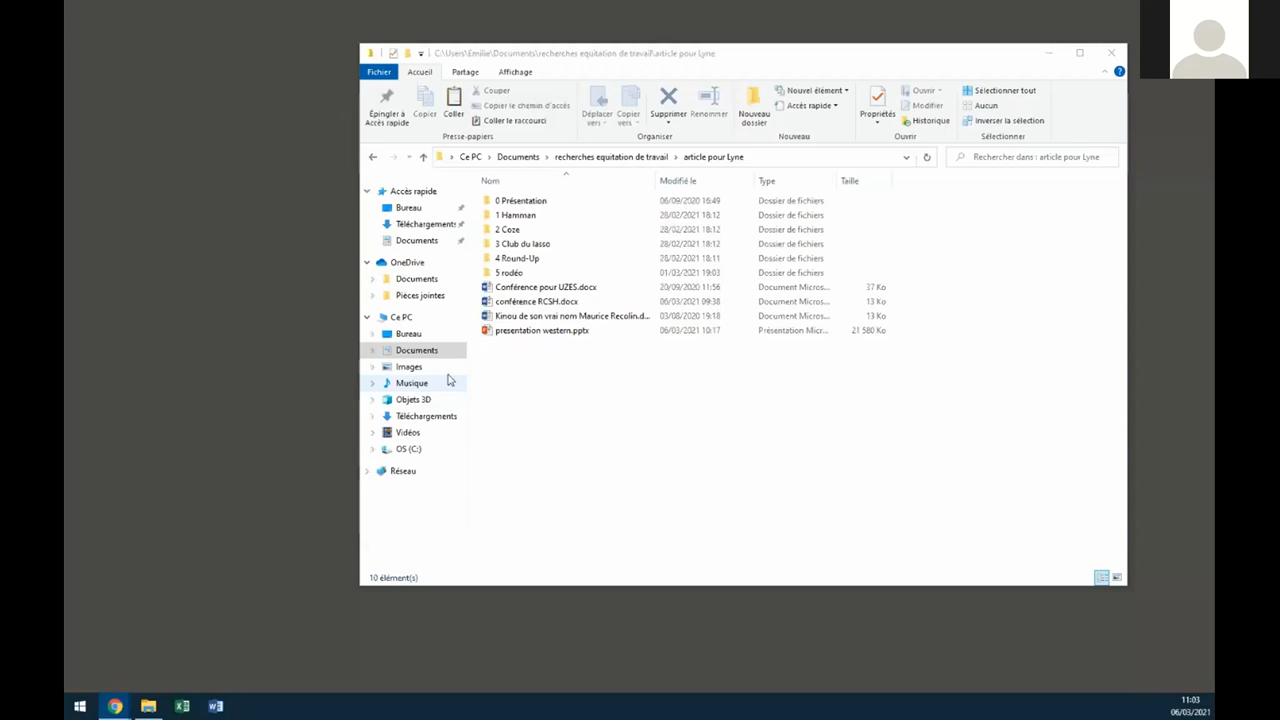 C:\Users\Emilie\Documents\recherches equitation de travail\article pour Lyne
Fichier Accueil Partage Affichage
Épingler à Accès rapide Copier Coller Couper Copier le chemin d'accès Coller le raccourci Déplacer vers Copier vers Supprimer Renommer Nouveau dossier Nouvel élément Accès rapide Propriétés Ouvrir Modifier Historique Sélectionner tout Aucun Inverser la sélection
Presse-papiers Organiser Nouveau Ouvrir Sélectionner
Ce PC > Documents > recherches equitation de travail > article pour Lyne Rechercher dans : article pour Lyne
Nom Modifié le Type Taille
Accès rapide
Bureau
Téléchargements
Documents
OneDrive
Documents
Pièces jointes
Ce PC
Bureau
Documents
Images
Musique
Objets 3D
Téléchargements
Vidéos
OS (C:)
Réseau
0 Présentation 06/09/2020 16:49 Dossier de fichiers
1 Hamman 28/02/2021 18:12 Dossier de fichiers
2 Coze 28/02/2021 18:12 Dossier de fichiers
3 Club du lasso 28/02/2021 18:12 Dossier de fichiers
4 Round-Up 28/02/2021 18:11 Dossier de fichiers
5 rodéo 01/03/2021 19:03 Dossier de fichiers
Conférence pour UZES.docx 20/09/2020 11:56 Document Micros... 37 Ko
conférence RCSH.docx 06/03/2021 09:38 Document Micros... 13 Ko
Kinou de son vrai nom Maurice Recolin.d... 03/08/2020 19:18 Document Micros... 13 Ko
presentation western.pptx 06/03/2021 10:17 Présentation Micr... 21 580 Ko
10 élément(s)
11:03
06/03/2021